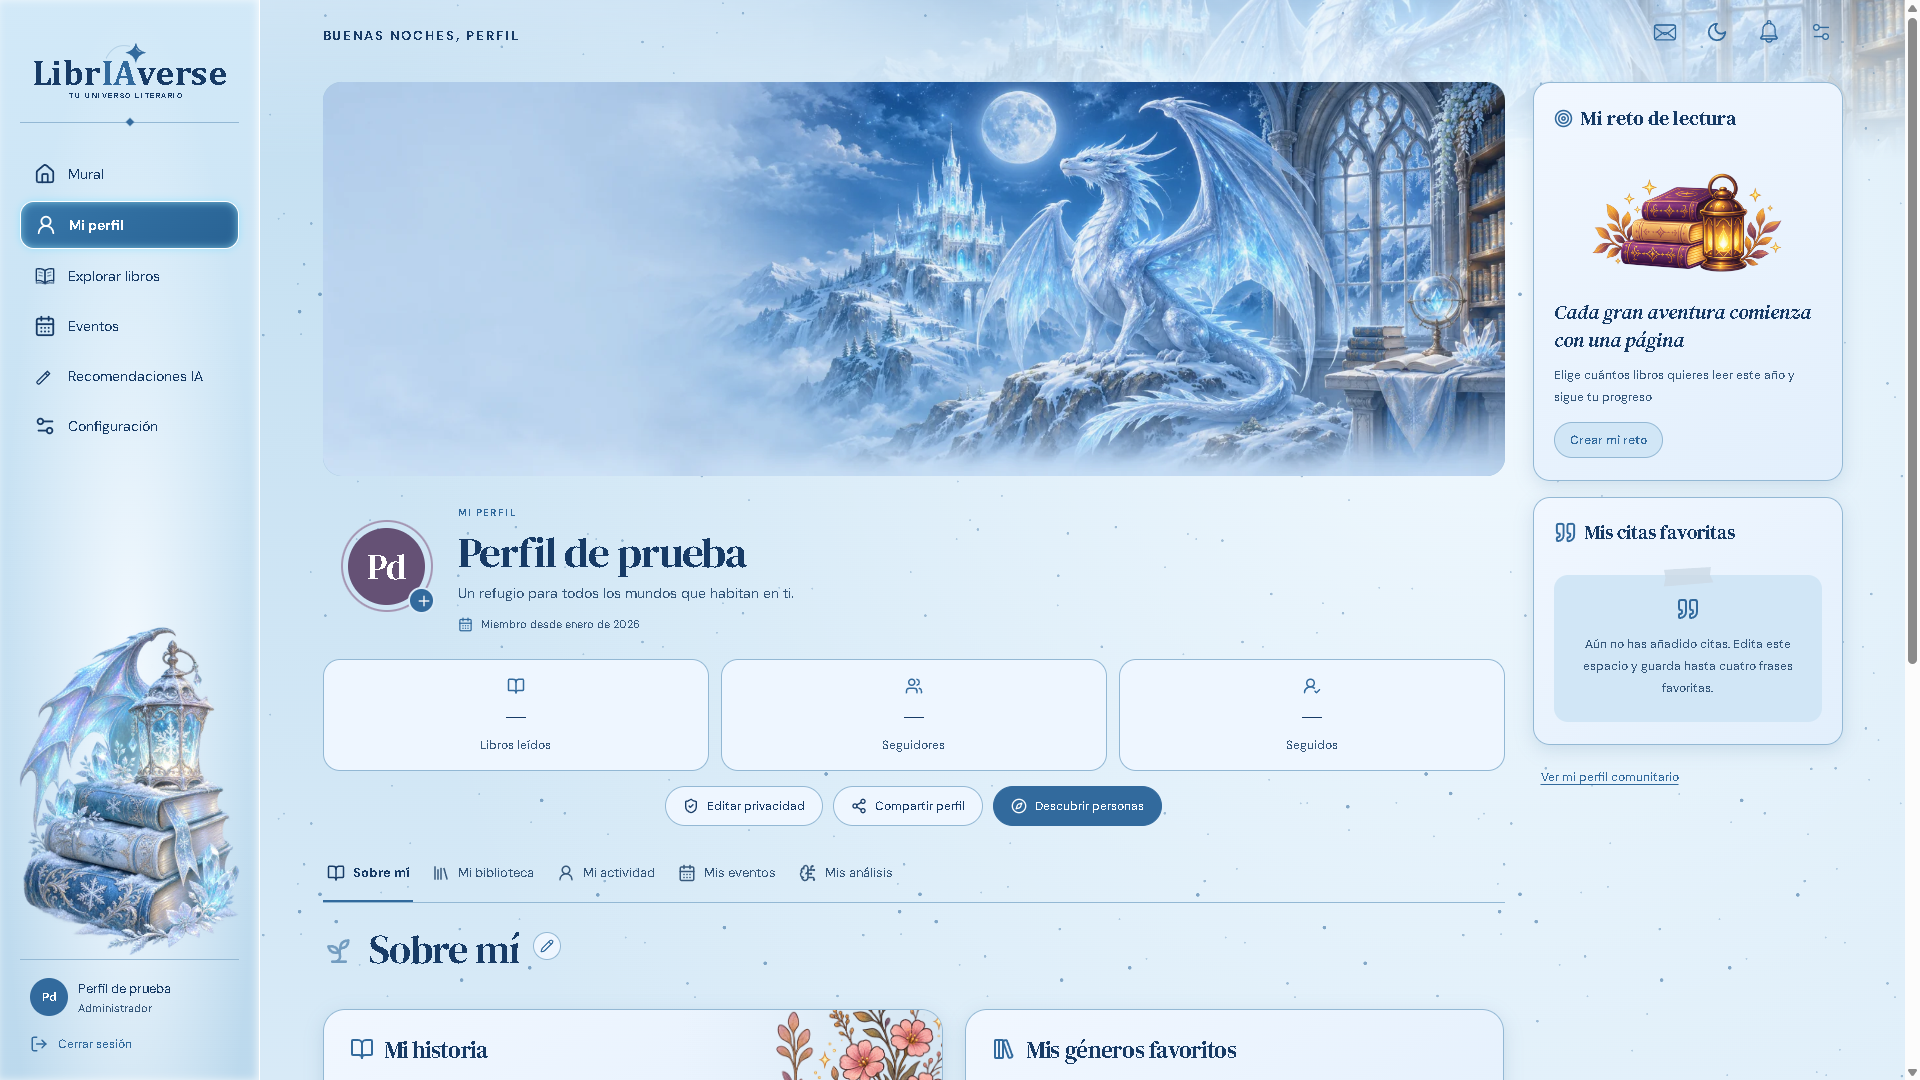 LibrIAverse
TU UNIVERSO LITERARIO
Mural
Mi perfil
Explorar libros
Eventos
Recomendaciones IA
Configuración
Pd
Perfil de prueba
Administrador
Cerrar sesión
BUENAS NOCHES, PERFIL
Pd
MI PERFIL
Perfil de prueba
Un refugio para todos los mundos que habitan en ti.
Miembro desde enero de 2026
—
Libros leídos
—
Seguidores
—
Seguidos
Editar privacidad
Compartir perfil
Descubrir personas
Sobre mí
Mi biblioteca
Mi actividad
Mis eventos
Mis análisis
Sobre mí
Mi historia
Mis géneros favoritos
Mi reto de lectura
Cada gran aventura comienza
con una página
Elige cuántos libros quieres leer este año y
sigue tu progreso
Crear mi reto
Mis citas favoritas
Aún no has añadido citas. Edita este
espacio y guarda hasta cuatro frases
favoritas.
Ver mi perfil comunitario